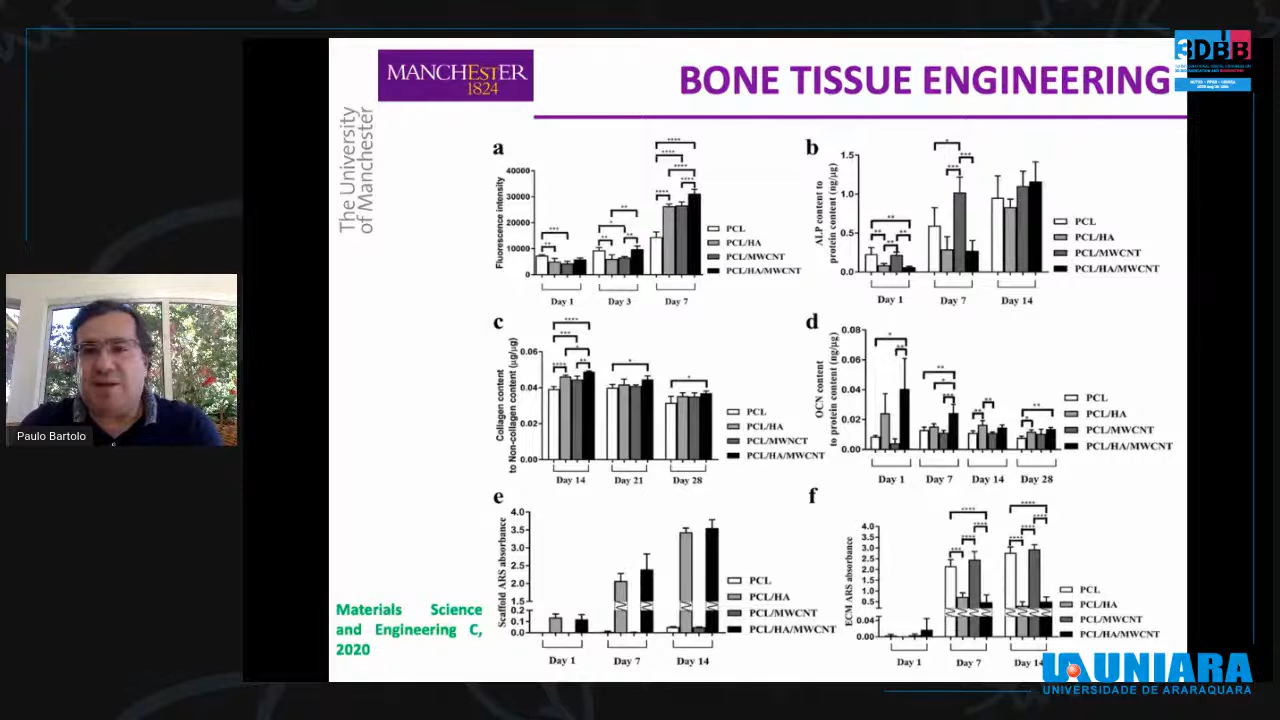 MANCHESTER
1824
The University
of Manchester
BONE TISSUE ENGINEERING
3DBB
a
40000
30000
20000
10000
0
Fluorescence intensity
Day 1
Day 3
Day 7
PCL
PCL/HA
PCL/MWCNT
PCL/HA/MWCNT
b
1.5
1.0
0.5
0.0
ALP content to
protein content (ng/µg)
Day 1
Day 7
Day 14
PCL
PCL/HA
PCL/MWCNT
PCL/HA/MWCNT
c
0.06
0.04
0.02
0.00
Collagen content
to Non-collagen content (µg/µg)
Day 14
Day 21
Day 28
PCL
PCL/HA
PCL/MWNCT
PCL/HA/MWCNT
d
0.08
0.06
0.04
0.02
0.00
OCN content
to protein content (ng/µg)
Day 1
Day 7
Day 14
Day 28
PCL
PCL/HA
PCL/MWCNT
PCL/HA/MWCNT
e
4.0
3.5
3.0
2.5
2.0
1.5
0.2
0.1
0.0
Scaffold ARS absorbance
Day 1
Day 7
Day 14
PCL
PCL/HA
PCL/MWCNT
PCL/HA/MWCNT
f
4.0
3.5
3.0
2.5
2.0
1.5
1.0
0.5
0.04
0.00
ECM ARS absorbance
Day 1
Day 7
Day 14
PCL
PCL/HA
PCL/MWCNT
PCL/HA/MWCNT
Materials Science
and Engineering C,
2020
Paulo Bartolo
UNIARA
UNIVERSIDADE DE ARARAQUARA